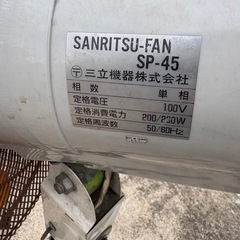 SANRITSU-FAN
SP-45
〒三立機器株式会社
相数 単相
定格電圧 100V
定格消費電力 200/230W
定格周波数 50/60Hz